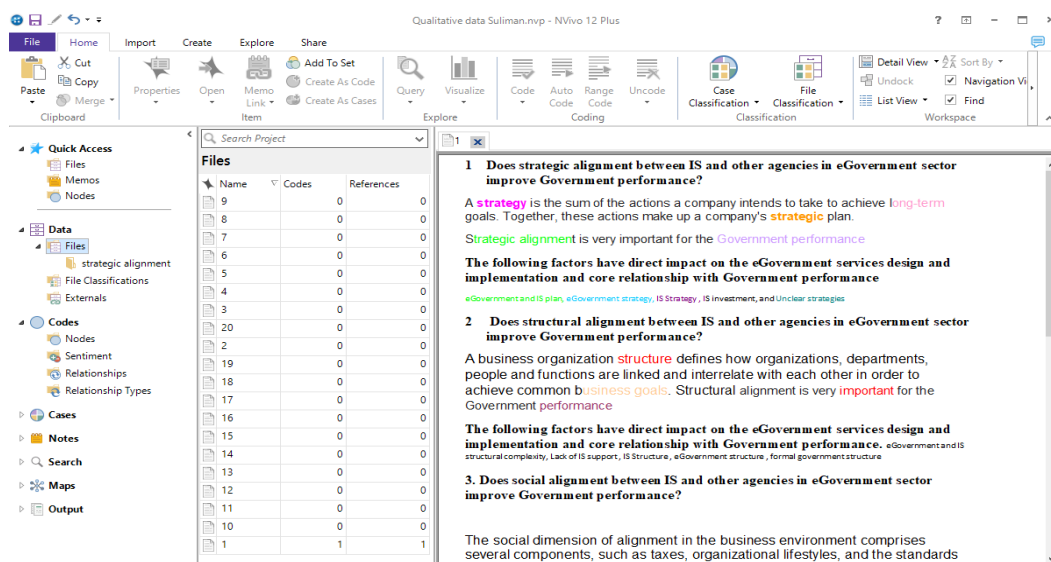 Qualitative data Suliman.nvp - NVivo 12 Plus
File Home Import Create Explore Share
Paste
Cut
Copy
Merge
Clipboard
Properties
Open
Memo Link
Add To Set
Create As Code
Create As Cases
Item
Query
Visualize
Explore
Code
Auto Code
Range Code
Uncode
Coding
Case Classification
File Classification
Classification
Detail View
Sort By
Undock
Navigation Vi
List View
Find
Workspace
Quick Access
Files
Memos
Nodes
Data
Files
strategic alignment
File Classifications
Externals
Codes
Nodes
Sentiment
Relationships
Relationship Types
Cases
Notes
Search
Maps
Output
Search Project
Files
Name Codes References
9 0 0
8 0 0
7 0 0
6 0 0
5 0 0
4 0 0
3 0 0
20 0 0
2 0 0
19 0 0
18 0 0
17 0 0
16 0 0
15 0 0
14 0 0
13 0 0
12 0 0
11 0 0
10 0 0
1 1 1
1
1 Does strategic alignment between IS and other agencies in eGovernment sector
improve Government performance?
A strategy is the sum of the actions a company intends to take to achieve long-term
goals. Together, these actions make up a company's strategic plan.
Strategic alignment is very important for the Government performance
The following factors have direct impact on the eGovernment services design and
implementation and core relationship with Government performance
eGovernment and IS plan, eGovernment strategy, IS Strategy , IS investment, and Unclear strategies
2 Does structural alignment between IS and other agencies in eGovernment sector
improve Government performance?
A business organization structure defines how organizations, departments,
people and functions are linked and interrelate with each other in order to
achieve common business goals. Structural alignment is very important for the
Government performance
The following factors have direct impact on the eGovernment services design and
implementation and core relationship with Government performance. eGovernment and IS
structural complexity, Lack of IS support , IS Structure , eGovernment structure , formal government structure
3. Does social alignment between IS and other agencies in eGovernment sector
improve Government performance?
The social dimension of alignment in the business environment comprises
several components, such as taxes, organizational lifestyles, and the standards